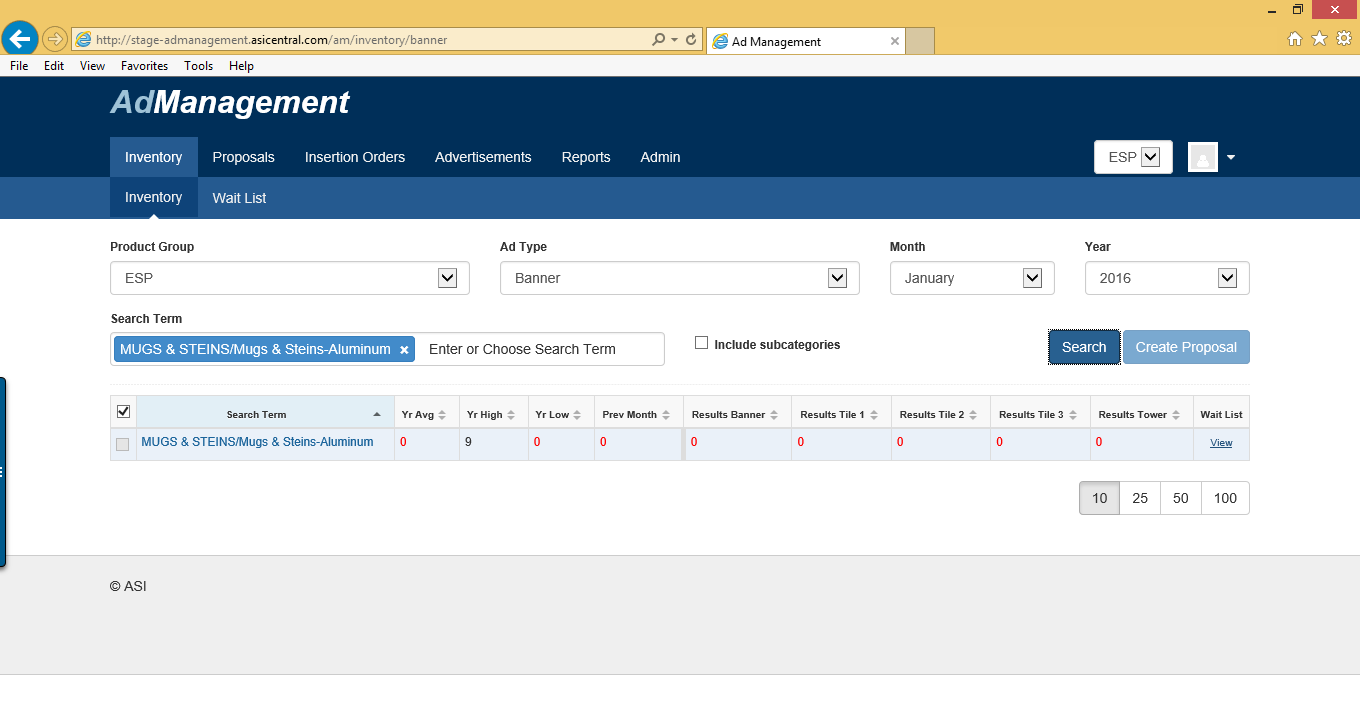 http://stage-admanagement.asicentral.com/am/inventory/banner
Ad Management
File Edit View Favorites Tools Help
AdManagement
Inventory Proposals Insertion Orders Advertisements Reports Admin
ESP
Inventory Wait List
Product Group Ad Type Month Year
ESP Banner January 2016
Search Term
MUGS & STEINS/Mugs & Steins-Aluminum × Enter or Choose Search Term
Include subcategories
Search Create Proposal
Search Term Yr Avg Yr High Yr Low Prev Month Results Banner Results Tile 1 Results Tile 2 Results Tile 3 Results Tower Wait List
MUGS & STEINS/Mugs & Steins-Aluminum 0 9 0 0 0 0 0 0 0 View
10 25 50 100
© ASI